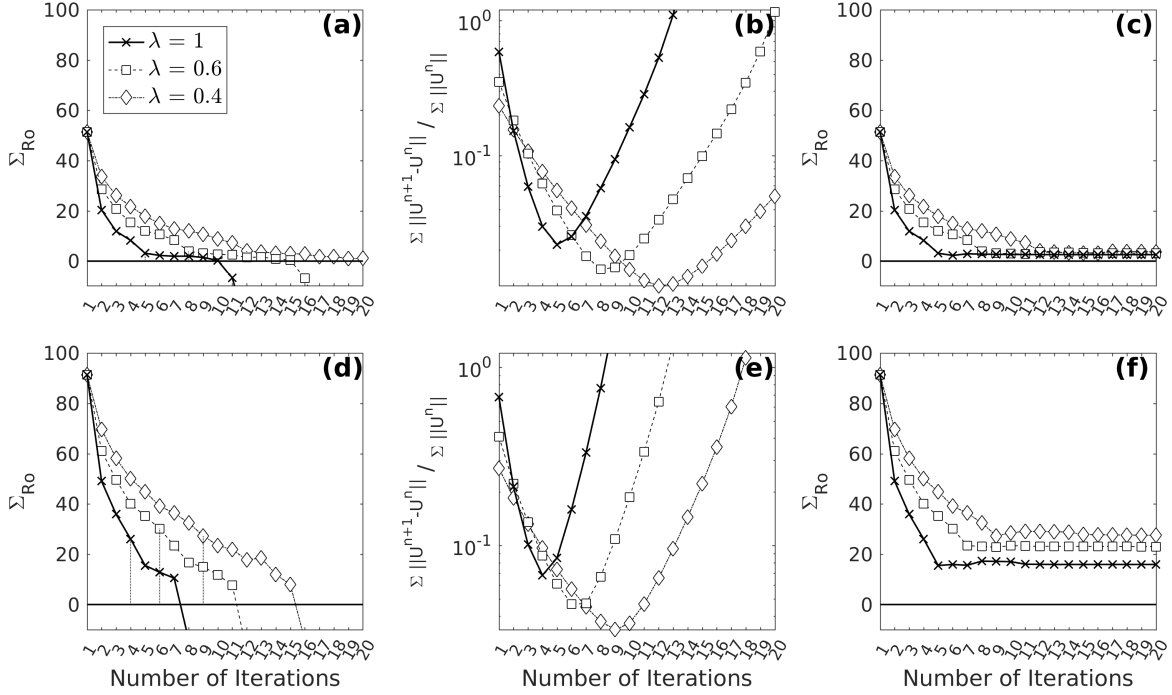 100
80
60
40
20
0
Σ_Ro
(a)
λ = 1
λ = 0.6
λ = 0.4
1 2 3 4 5 6 7 8 9 10 11 12 13 14 15 16 17 18 19 20
10^0
10^-1
Σ ||U^n+1-U^n|| / Σ ||U^n||
(b)
1 2 3 4 5 6 7 8 9 10 11 12 13 14 15 16 17 18 19 20
100
80
60
40
20
0
Σ_Ro
(c)
1 2 3 4 5 6 7 8 9 10 11 12 13 14 15 16 17 18 19 20
100
80
60
40
20
0
Σ_Ro
(d)
1 2 3 4 5 6 7 8 9 10 11 12 13 14 15 16 17 18 19 20
Number of Iterations
10^0
10^-1
Σ ||U^n+1-U^n|| / Σ ||U^n||
(e)
1 2 3 4 5 6 7 8 9 10 11 12 13 14 15 16 17 18 19 20
Number of Iterations
100
80
60
40
20
0
Σ_Ro
(f)
1 2 3 4 5 6 7 8 9 10 11 12 13 14 15 16 17 18 19 20
Number of Iterations